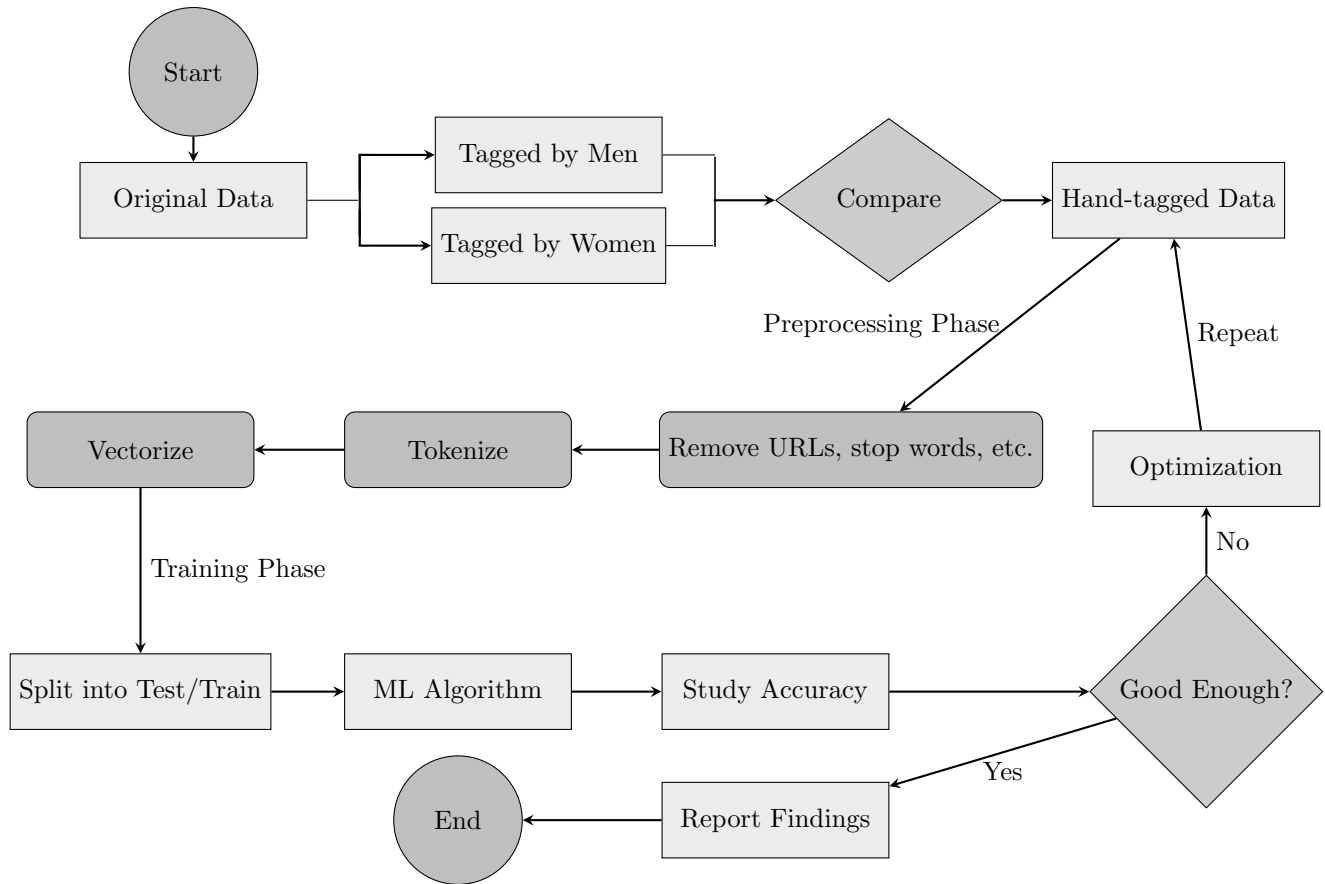 Start
Original Data
Tagged by Men
Tagged by Women
Compare
Hand-tagged Data
Preprocessing Phase
Repeat
Vectorize
Tokenize
Remove URLs, stop words, etc.
Optimization
No
Training Phase
Split into Test/Train
ML Algorithm
Study Accuracy
Good Enough?
Yes
Report Findings
End